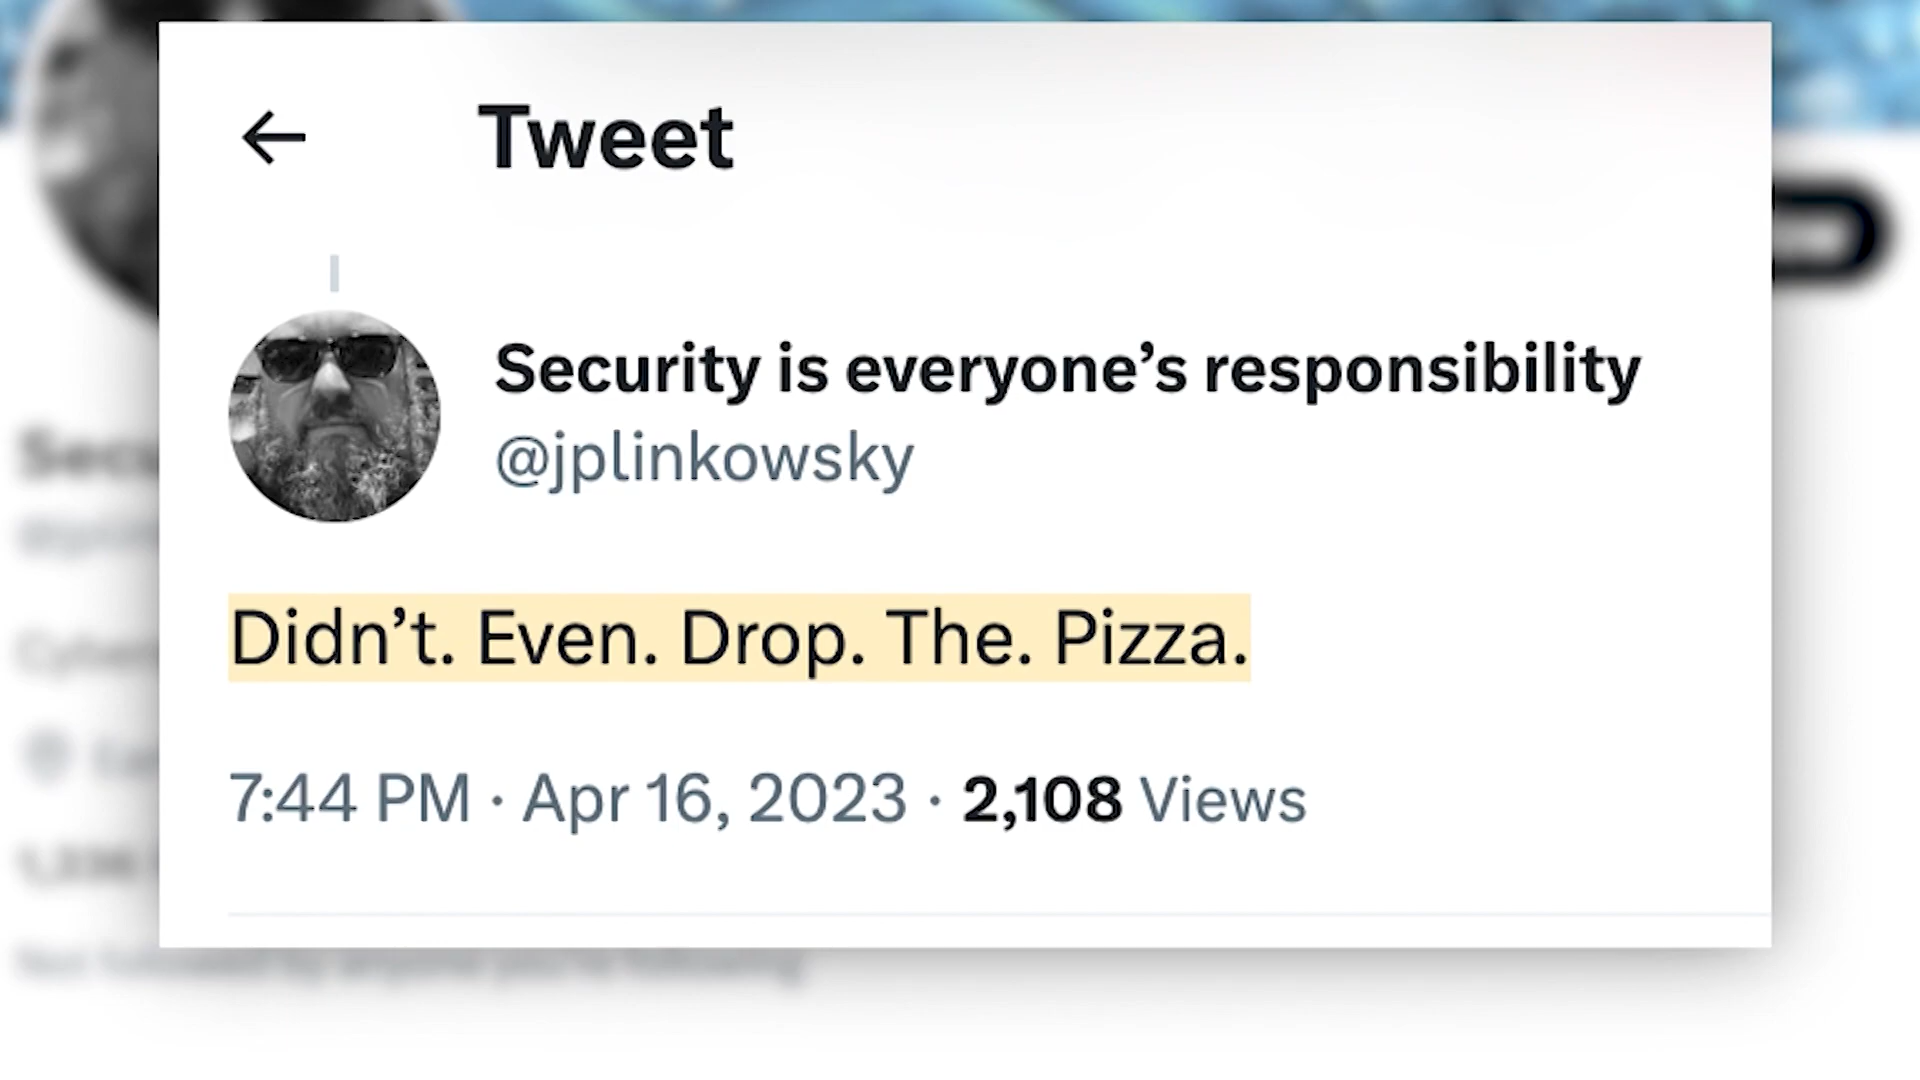 Tweet
Security is everyone’s responsibility
@jplinkowsky
Didn’t. Even. Drop. The. Pizza.
7:44 PM · Apr 16, 2023 · 2,108 Views